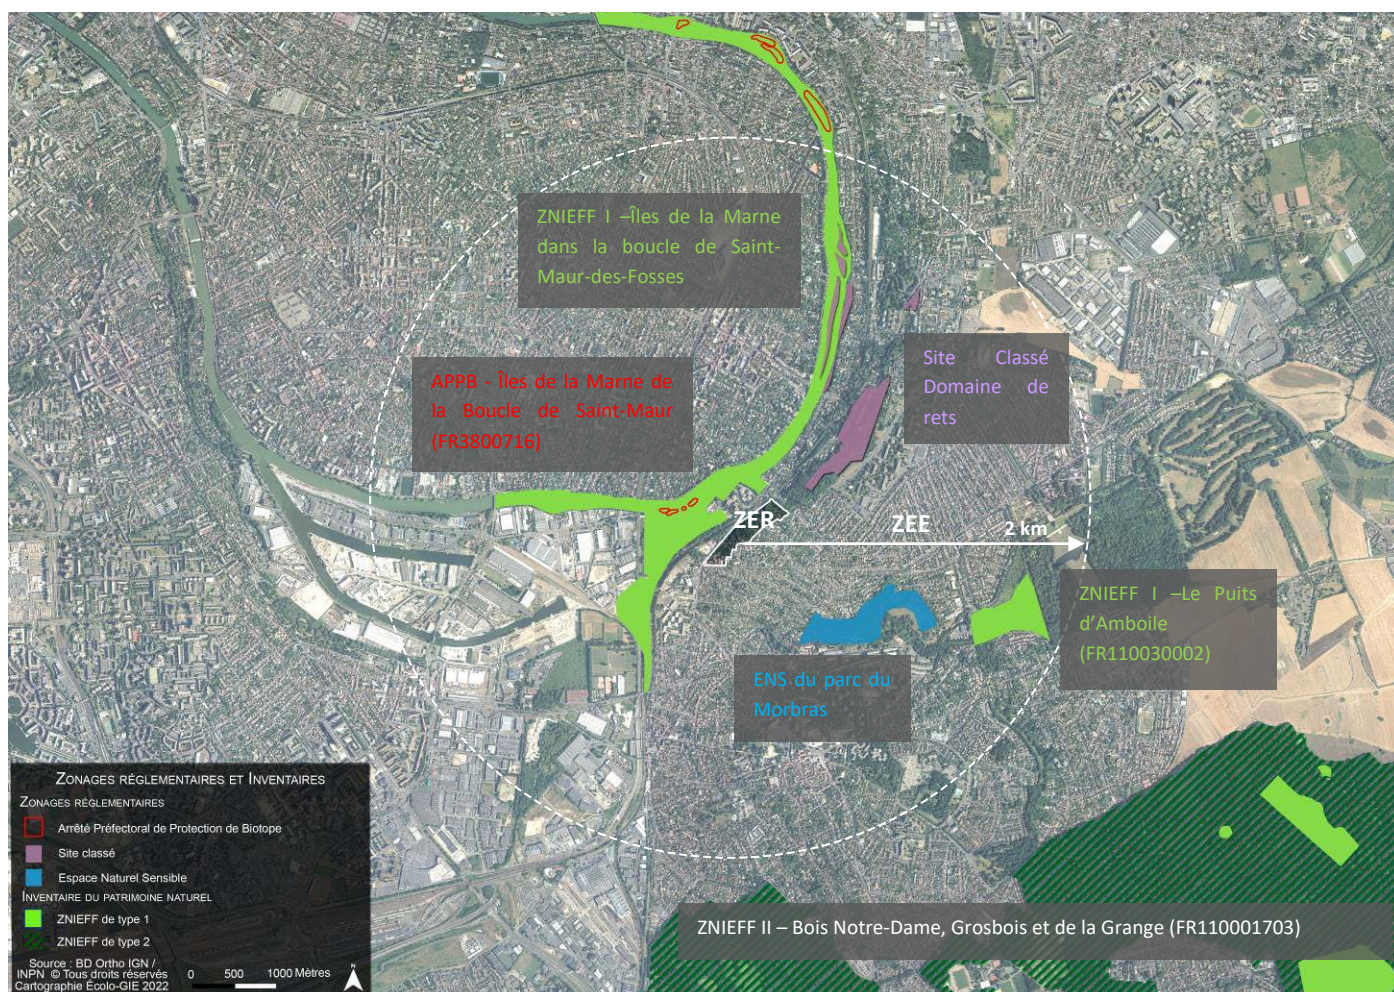 ZNIEFF I –Îles de la Marne
dans la boucle de Saint-
Maur-des-Fosses
Site Classé
Domaine de
rets
APPB - Îles de la Marne de
la Boucle de Saint-Maur
(FR3800716)
ZER
ZEE
2 km
ZNIEFF I –Le Puits
d’Amboile
(FR110030002)
ENS du parc du
Morbras
ZNIEFF II – Bois Notre-Dame, Grosbois et de la Grange (FR110001703)
ZONAGES RÉGLEMENTAIRES ET INVENTAIRES
ZONAGES RÉGLEMENTAIRES
Arrêté Préfectoral de Protection de Biotope
Site classé
Espace Naturel Sensible
INVENTAIRE DU PATRIMOINE NATUREL
ZNIEFF de type 1
ZNIEFF de type 2
Source : BD Ortho IGN /
INPN © Tous droits réservés
Cartographie Écolo-GIE 2022
0 500 1000 Mètres
N